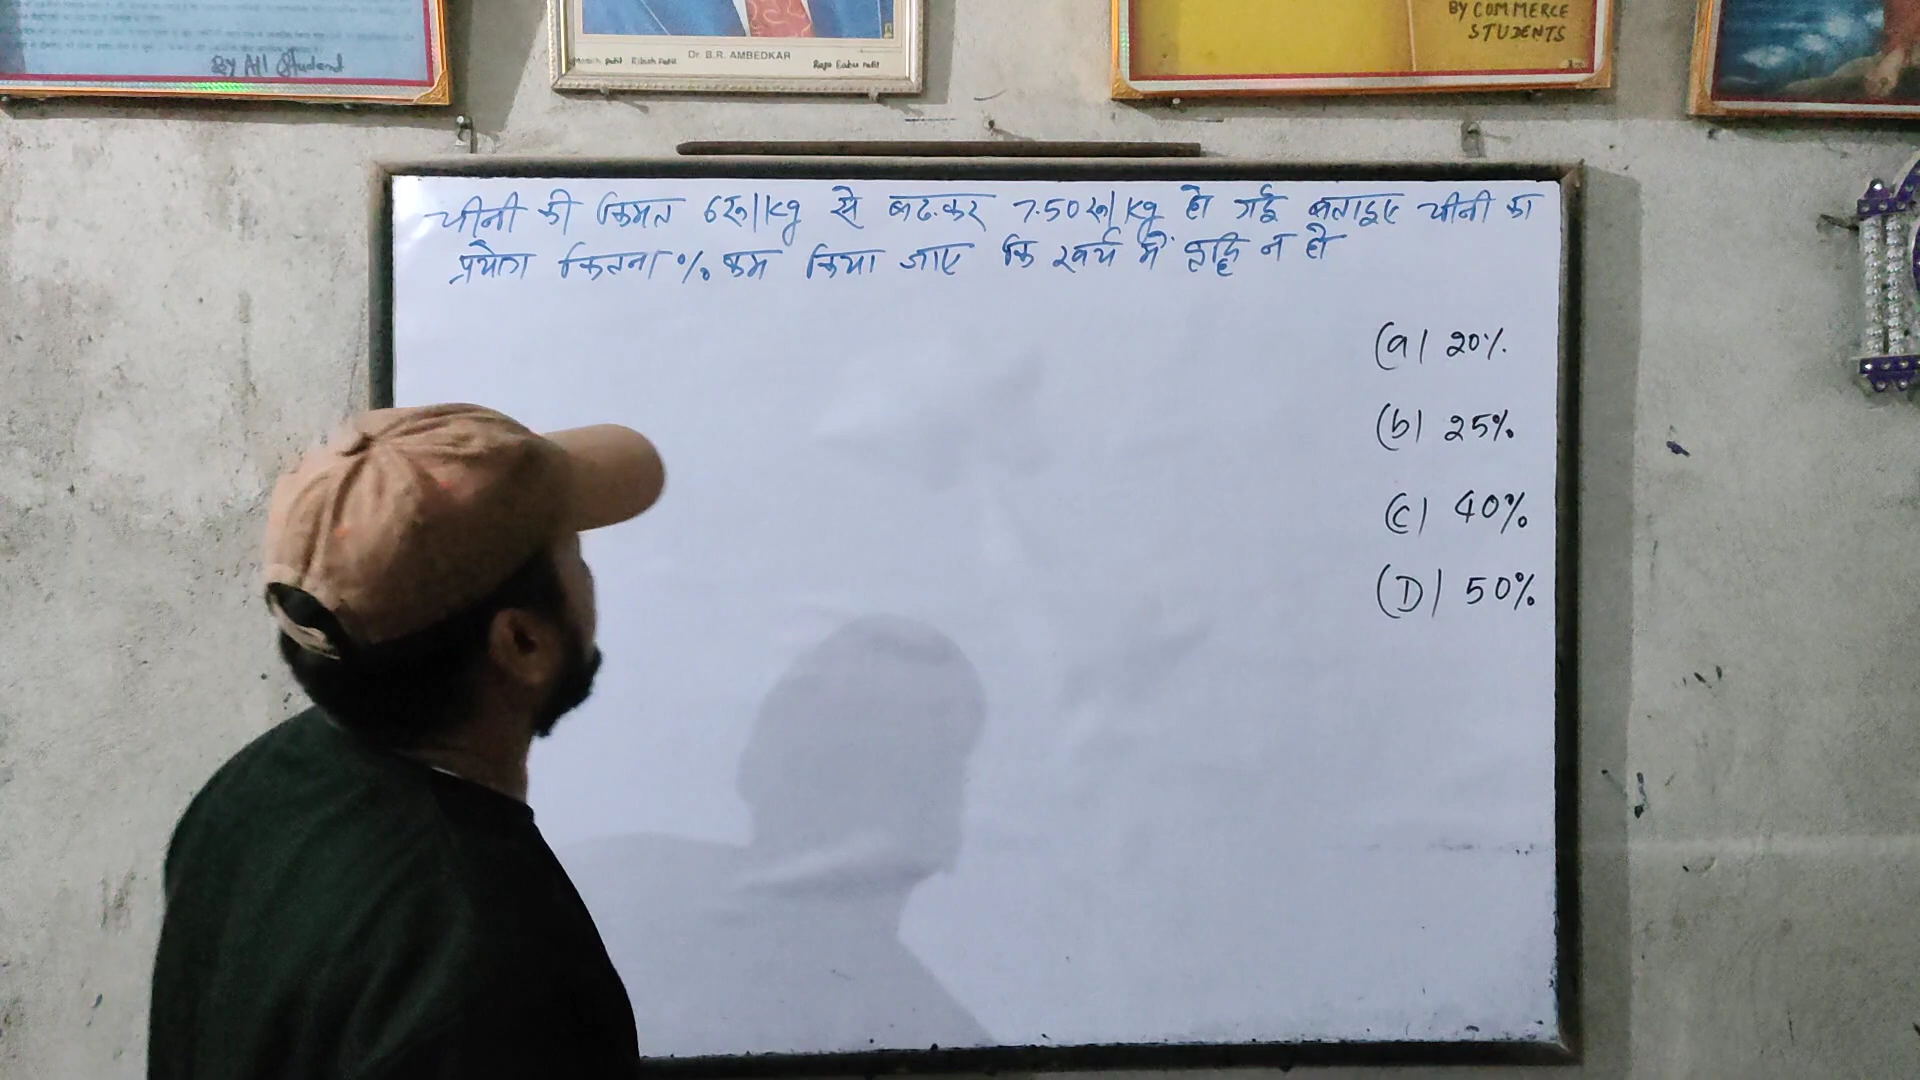 By All Student
Dr. B.R. AMBEDKAR
BY COMMERCE
STUDENTS
चीनी की किमत 6रू/kg से बढ़कर 7.50रू/kg हो गई बताइए चीनी का
प्रयोग कितना % कम किया जाए कि खर्च में वृद्धि न हो
(a) 20%
(b) 25%
(c) 40%
(D) 50%